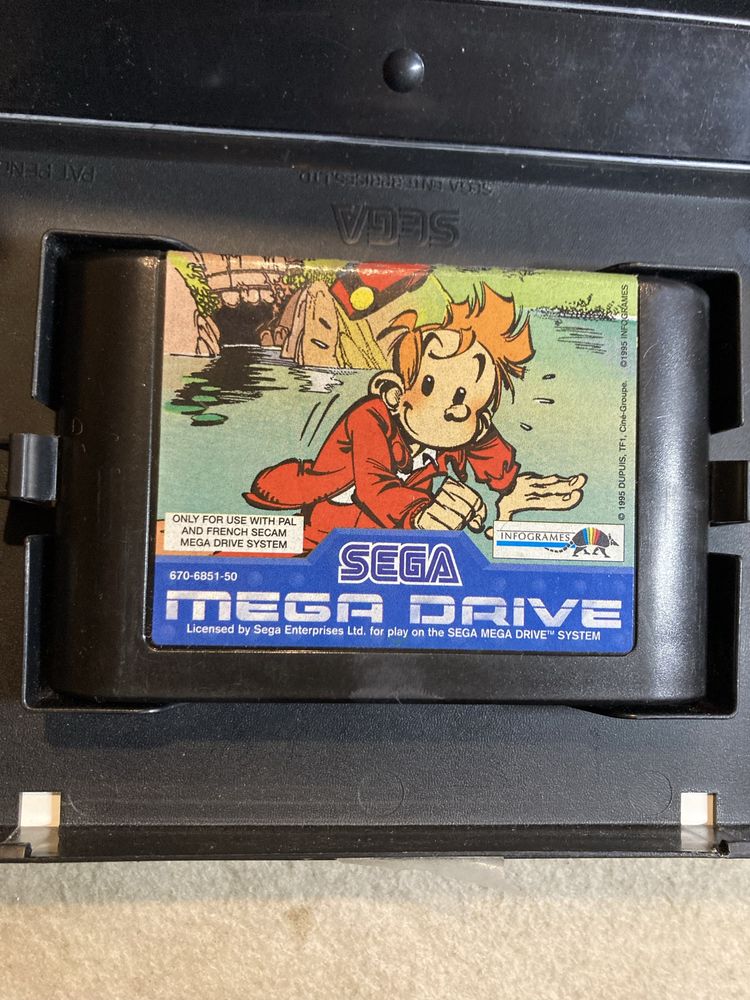 SEGA ENTERPRISES, LTD
SEGA
©1995 INFOGRAMES
© 1995 DUPUIS, TF1, Ciné-Groupe.
ONLY FOR USE WITH PAL
AND FRENCH SECAM
MEGA DRIVE SYSTEM
INFOGRAMES
SEGA
670-6851-50
MEGA DRIVE
Licensed by Sega Enterprises Ltd. for play on the SEGA MEGA DRIVE™ SYSTEM